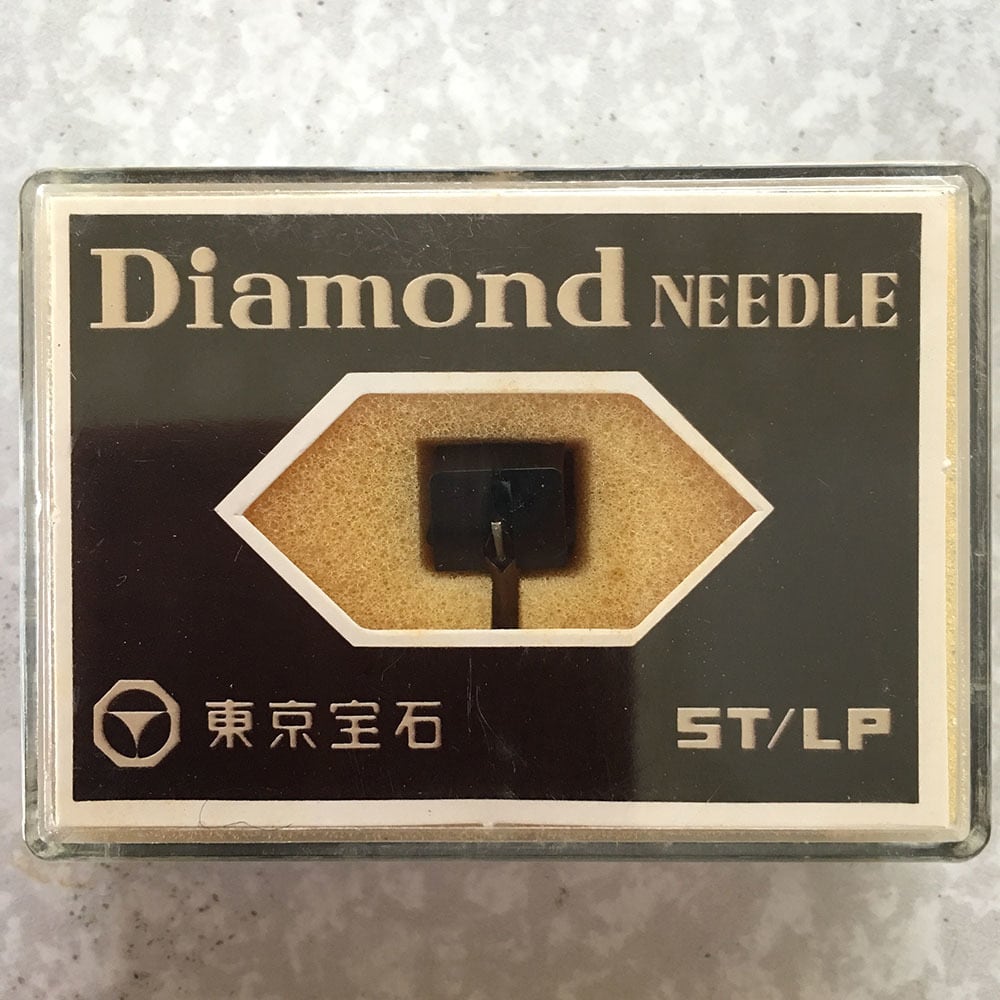 Diamond NEEDLE
東京宝石 ST/LP